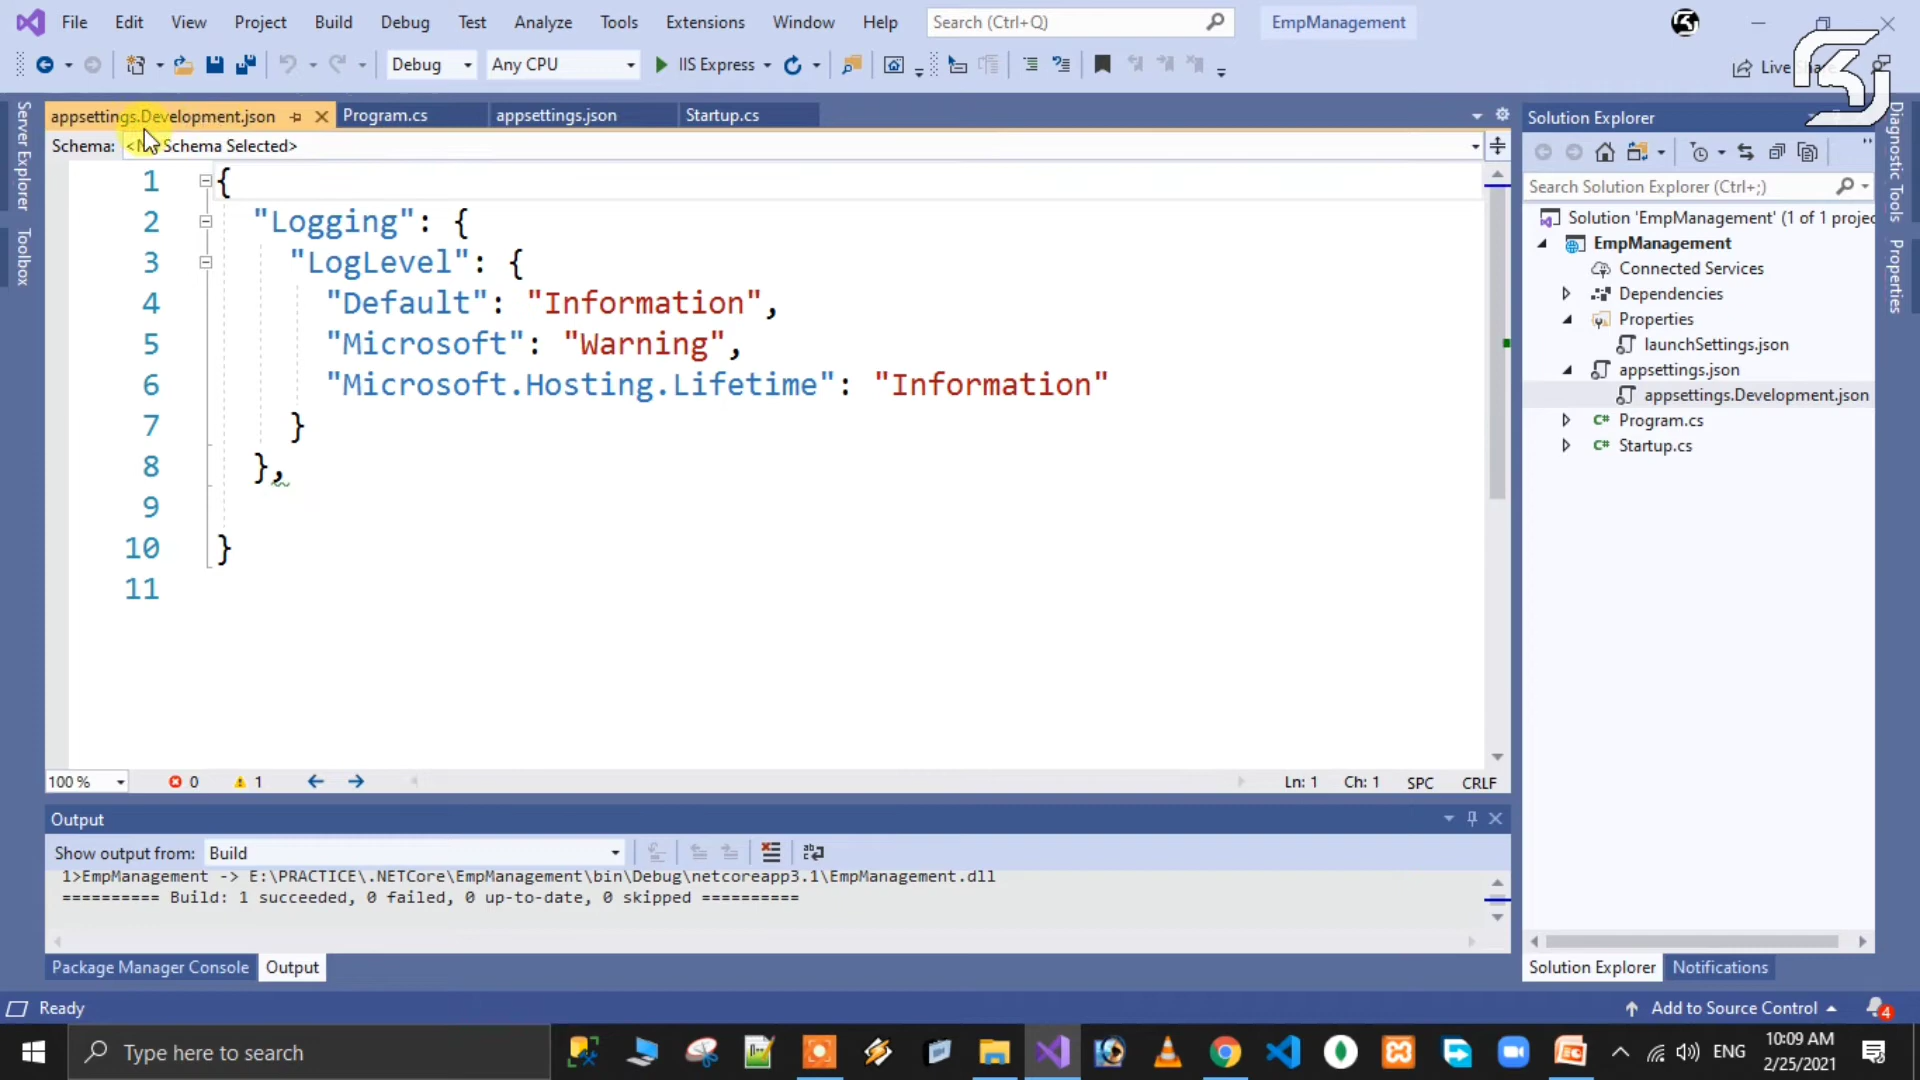 File Edit View Project Build Debug Test Analyze Tools Extensions Window Help Search (Ctrl+Q) EmpManagement
Debug Any CPU IIS Express Live
appsettings.Development.json Program.cs appsettings.json Startup.cs
Schema: Schema Selected>
1 {
2 "Logging": {
3 "LogLevel": {
4 "Default": "Information",
5 "Microsoft": "Warning",
6 "Microsoft.Hosting.Lifetime": "Information"
7 }
8 },
9
10 }
11
100 % 0 1 Ln: 1 Ch: 1 SPC CRLF
Output
Show output from: Build
1>EmpManagement -> E:\PRACTICE\.NETCore\EmpManagement\bin\Debug\netcoreapp3.1\EmpManagement.dll
========== Build: 1 succeeded, 0 failed, 0 up-to-date, 0 skipped ==========
Package Manager Console Output
Server Explorer
Toolbox
Solution Explorer
Search Solution Explorer (Ctrl+;)
Solution 'EmpManagement' (1 of 1 projec
EmpManagement
Connected Services
Dependencies
Properties
launchSettings.json
appsettings.json
appsettings.Development.json
C# Program.cs
C# Startup.cs
Solution Explorer Notifications
Diagnostic Tools
Properties
Ready Add to Source Control 4
Type here to search ENG 10:09 AM
2/25/2021